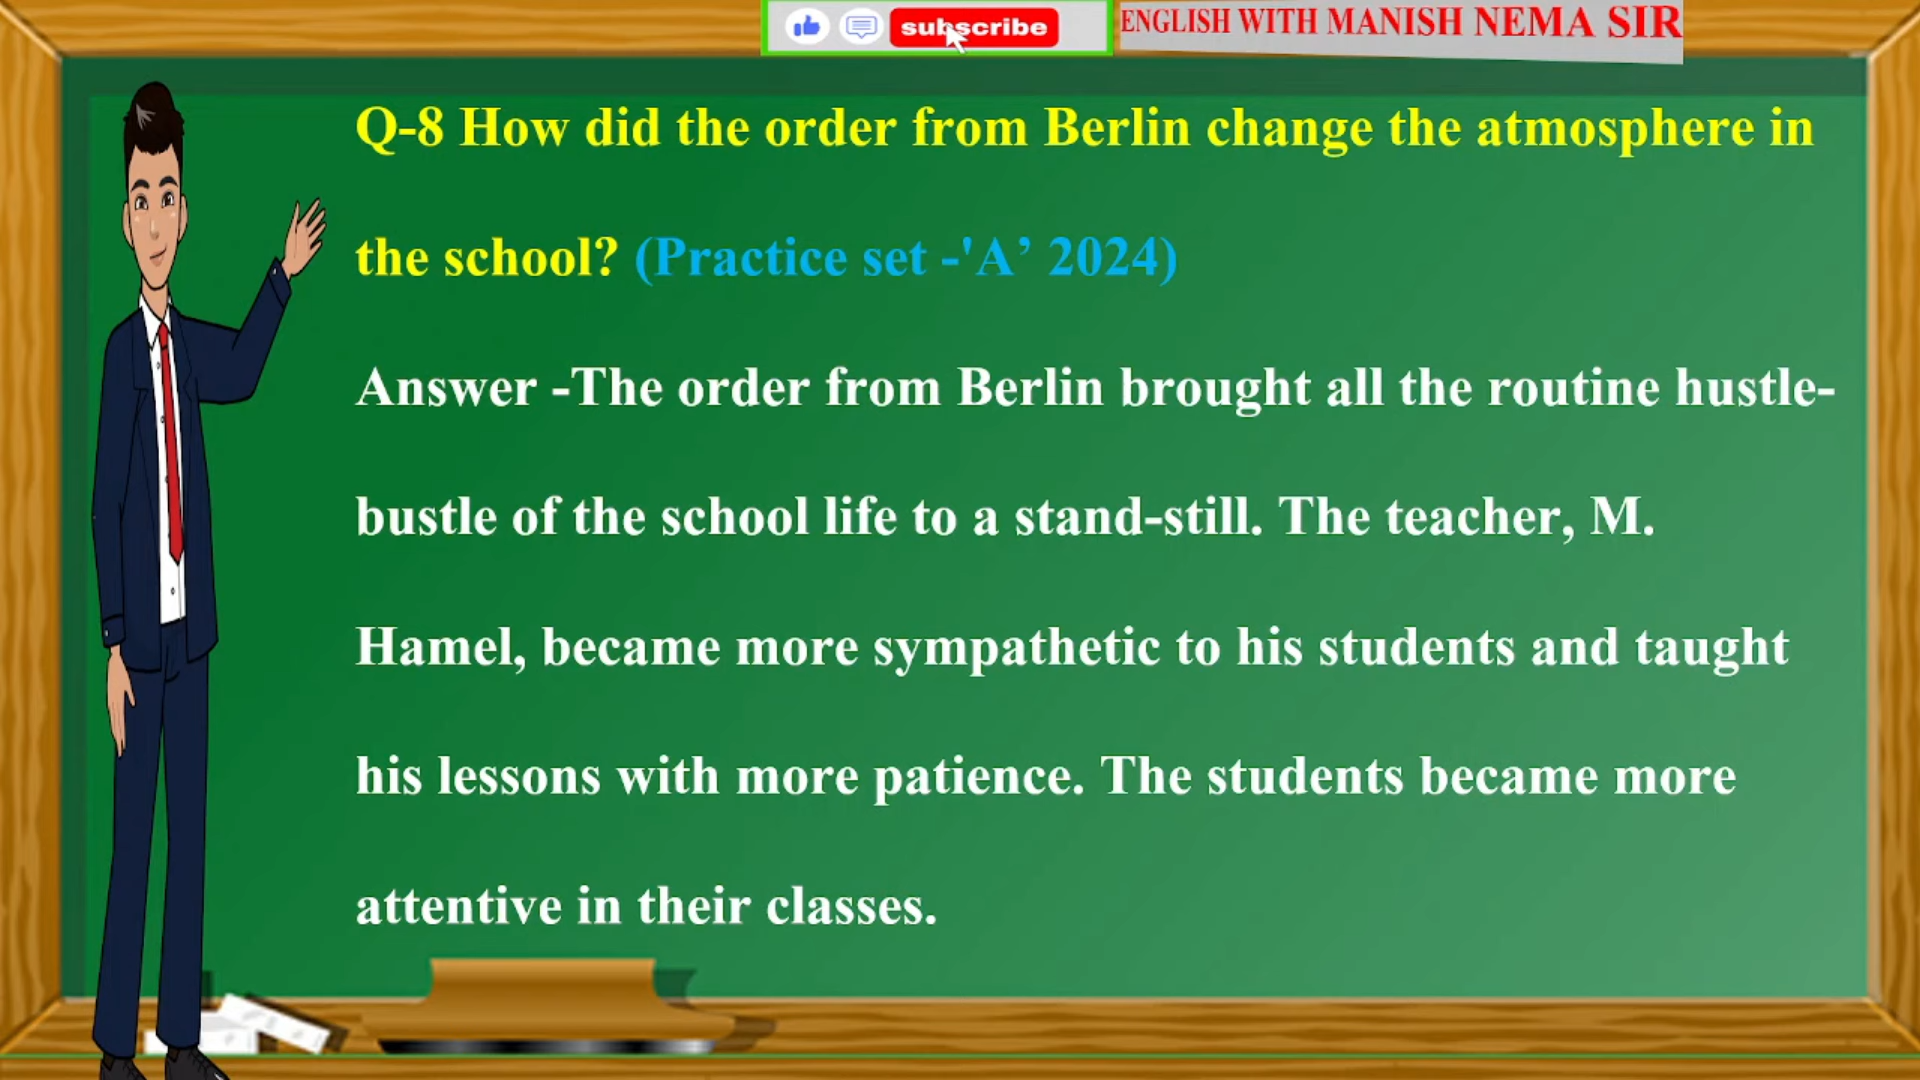 subscribe
ENGLISH WITH MANISH NEMA SIR
Q-8 How did the order from Berlin change the atmosphere in
the school? (Practice set -'A’ 2024)
Answer -The order from Berlin brought all the routine hustle-
bustle of the school life to a stand-still. The teacher, M.
Hamel, became more sympathetic to his students and taught
his lessons with more patience. The students became more
attentive in their classes.